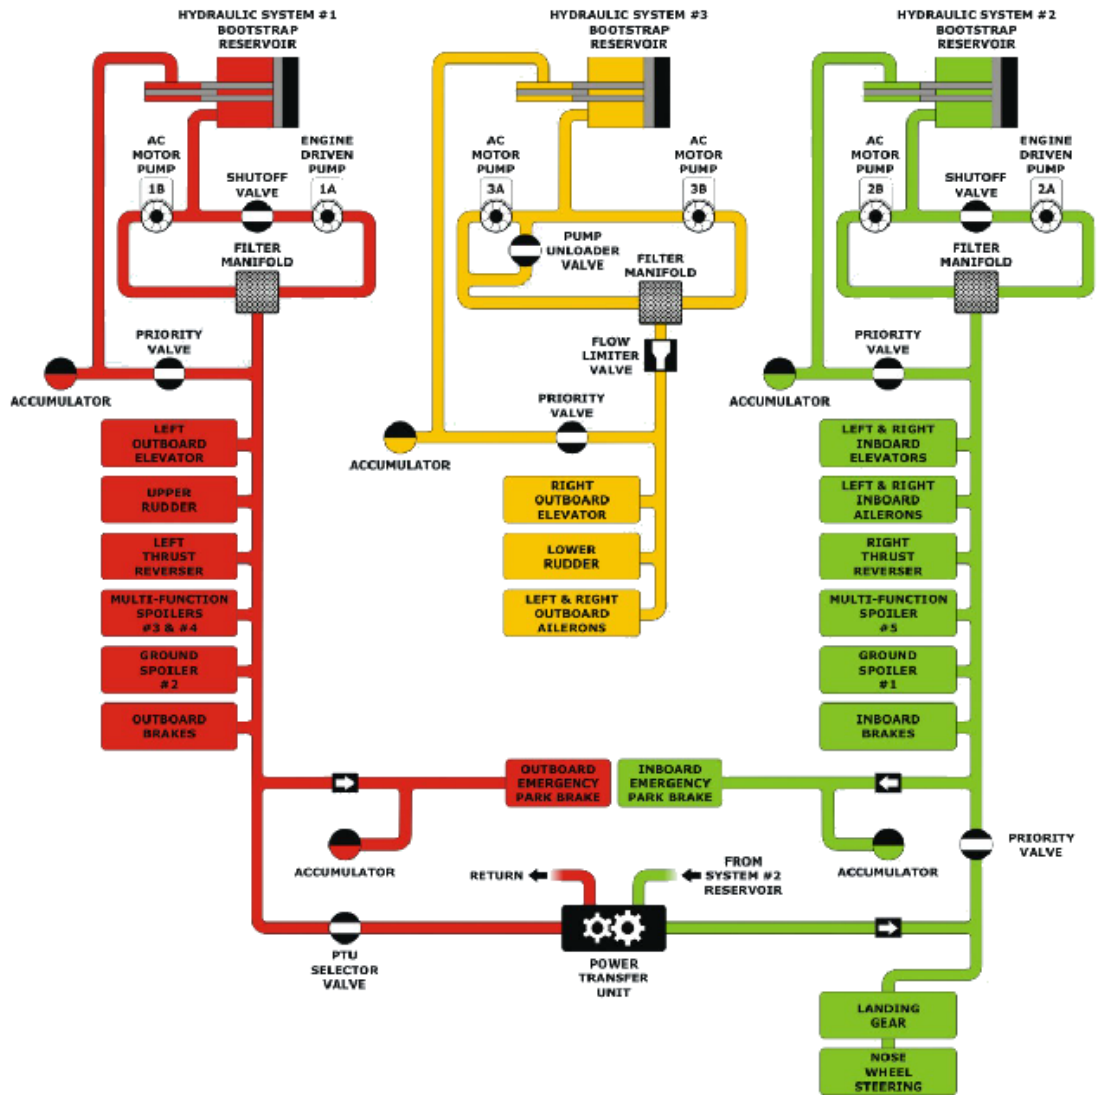 HYDRAULIC SYSTEM #1
BOOTSTRAP
RESERVOIR
HYDRAULIC SYSTEM #3
BOOTSTRAP
RESERVOIR
HYDRAULIC SYSTEM #2
BOOTSTRAP
RESERVOIR
AC
MOTOR
PUMP
1B
SHUTOFF
VALVE
ENGINE
DRIVEN
PUMP
1A
FILTER
MANIFOLD
PRIORITY
VALVE
ACCUMULATOR
LEFT
OUTBOARD
ELEVATOR
UPPER
RUDDER
LEFT
THRUST
REVERSER
MULTI-FUNCTION
SPOILERS
#3 & #4
GROUND
SPOILER
#2
OUTBOARD
BRAKES
AC
MOTOR
PUMP
3A
AC
MOTOR
PUMP
3B
PUMP
UNLOADER
VALVE
FILTER
MANIFOLD
FLOW
LIMITER
VALVE
PRIORITY
VALVE
ACCUMULATOR
RIGHT
OUTBOARD
ELEVATOR
LOWER
RUDDER
LEFT & RIGHT
OUTBOARD
AILERONS
AC
MOTOR
PUMP
2B
SHUTOFF
VALVE
ENGINE
DRIVEN
PUMP
2A
FILTER
MANIFOLD
PRIORITY
VALVE
ACCUMULATOR
LEFT & RIGHT
INBOARD
ELEVATORS
LEFT & RIGHT
INBOARD
AILERONS
RIGHT
THRUST
REVERSER
MULTI-FUNCTION
SPOILER
#5
GROUND
SPOILER
#1
INBOARD
BRAKES
OUTBOARD
EMERGENCY
PARK BRAKE
INBOARD
EMERGENCY
PARK BRAKE
ACCUMULATOR
ACCUMULATOR
PRIORITY
VALVE
RETURN
FROM
SYSTEM #2
RESERVOIR
PTU
SELECTOR
VALVE
POWER
TRANSFER
UNIT
LANDING
GEAR
NOSE
WHEEL
STEERING